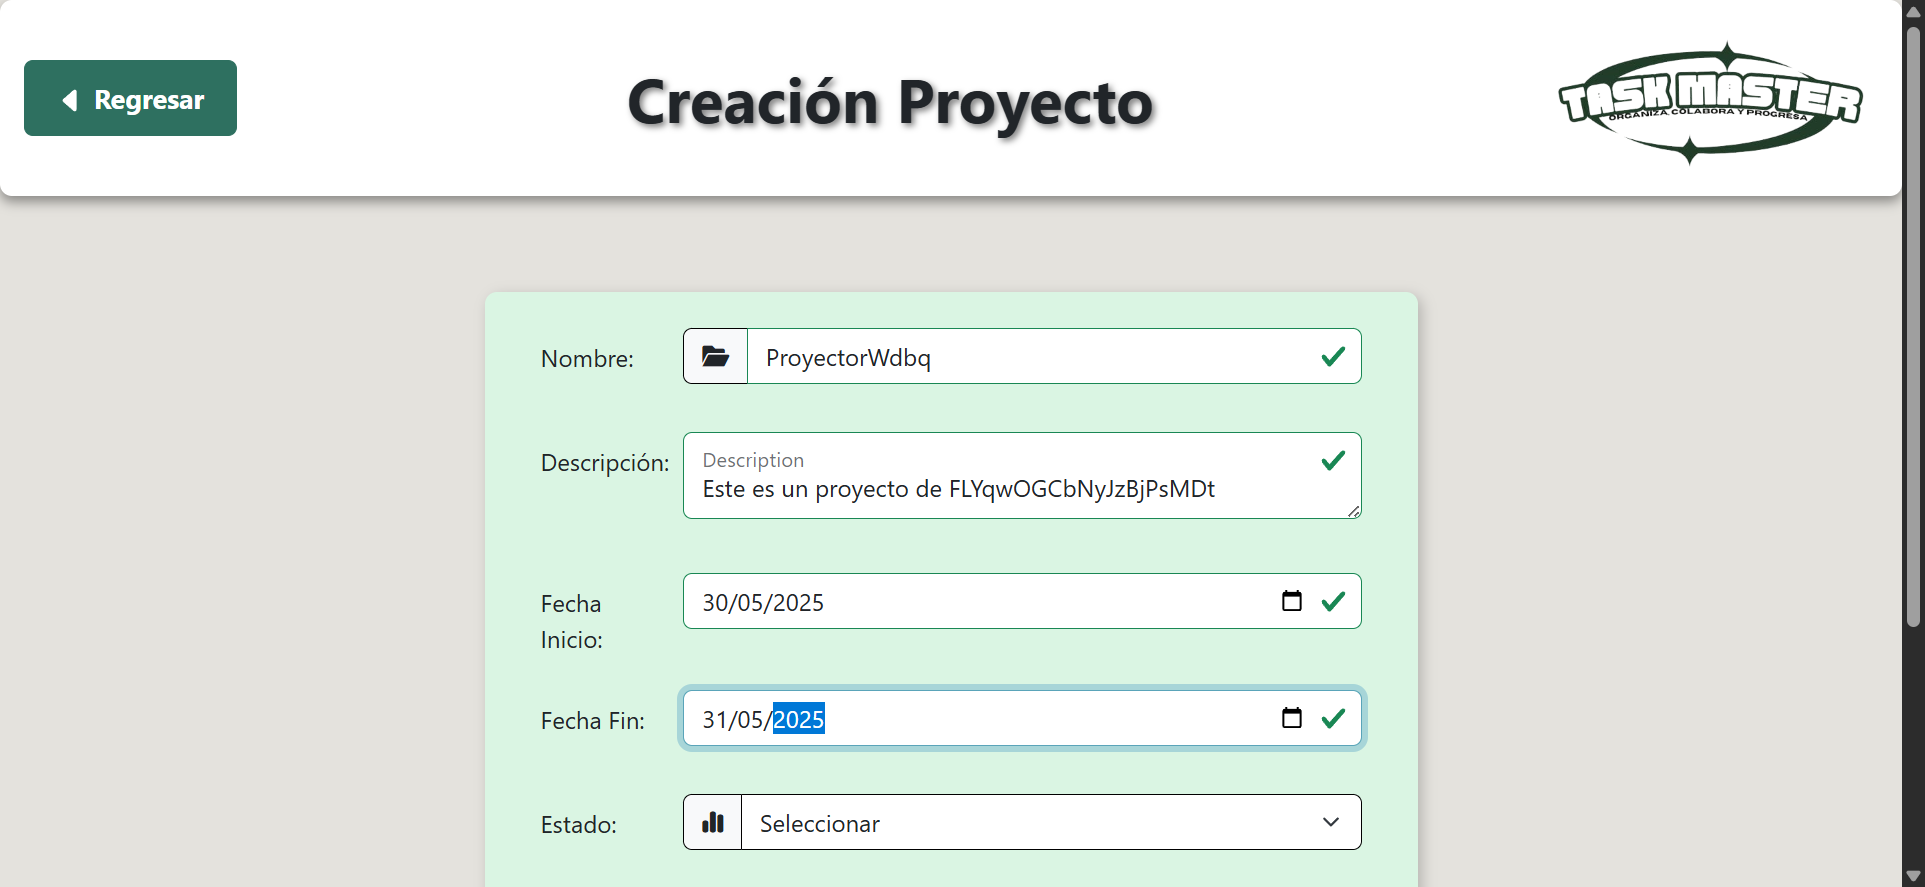 Regresar
Creación Proyecto
TASK MASTER
ORGANIZA, COLABORA Y PROGRESA
Nombre:
ProyectorWdbq
Descripción:
Description
Este es un proyecto de FLYqwOGCbNyJzBjPsMDt
Fecha
Inicio:
30/05/2025
Fecha Fin:
31/05/2025
Estado:
Seleccionar